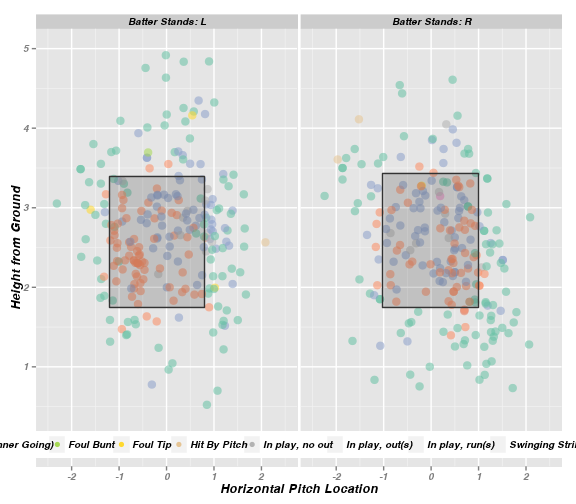 Batter Stands: L Batter Stands: R
5
4
3
2
1
Height from Ground
nner Going) Foul Bunt Foul Tip Hit By Pitch In play, no out In play, out(s) In play, run(s) Swinging Stri
-2 -1 0 1 2 -2 -1 0 1 2
Horizontal Pitch Location